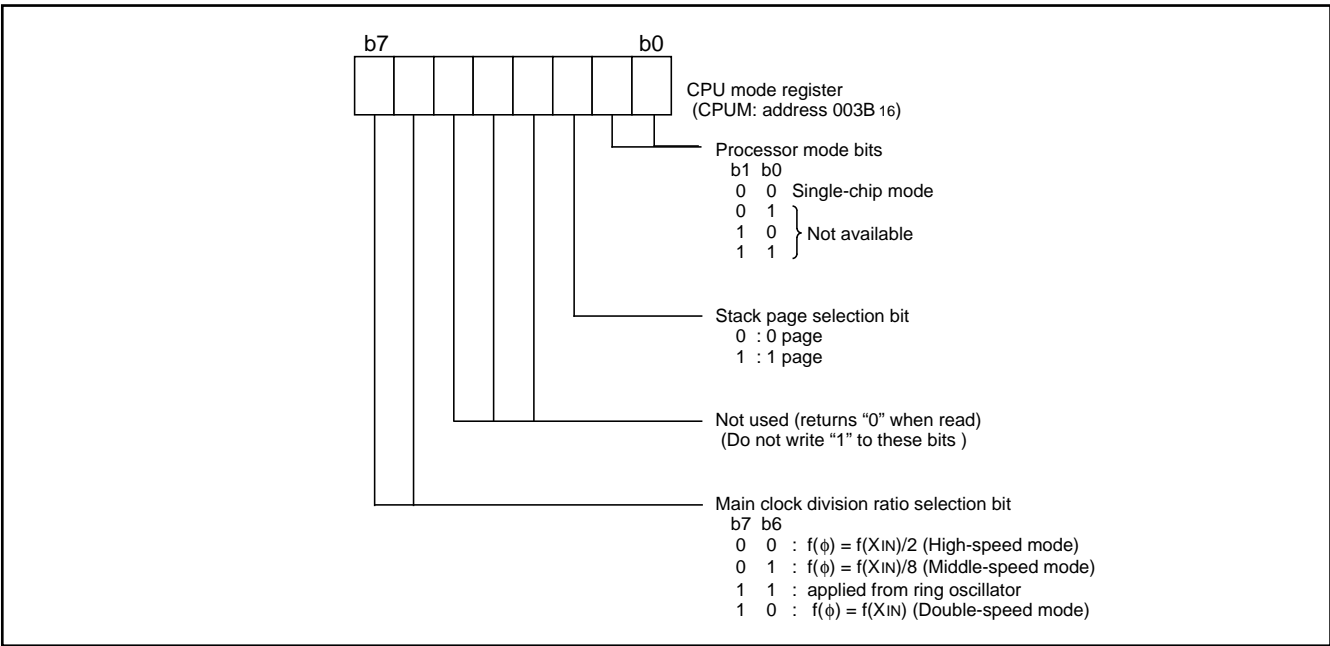 b7 b0
CPU mode register
(CPUM: address 003B 16)
Processor mode bits
b1 b0
0 0 Single-chip mode
0 1
1 0 Not available
1 1
Stack page selection bit
0 : 0 page
1 : 1 page
Not used (returns “0” when read)
(Do not write “1” to these bits )
Main clock division ratio selection bit
b7 b6
0 0 : f(ϕ) = f(XIN)/2 (High-speed mode)
0 1 : f(ϕ) = f(XIN)/8 (Middle-speed mode)
1 1 : applied from ring oscillator
1 0 : f(ϕ) = f(XIN) (Double-speed mode)